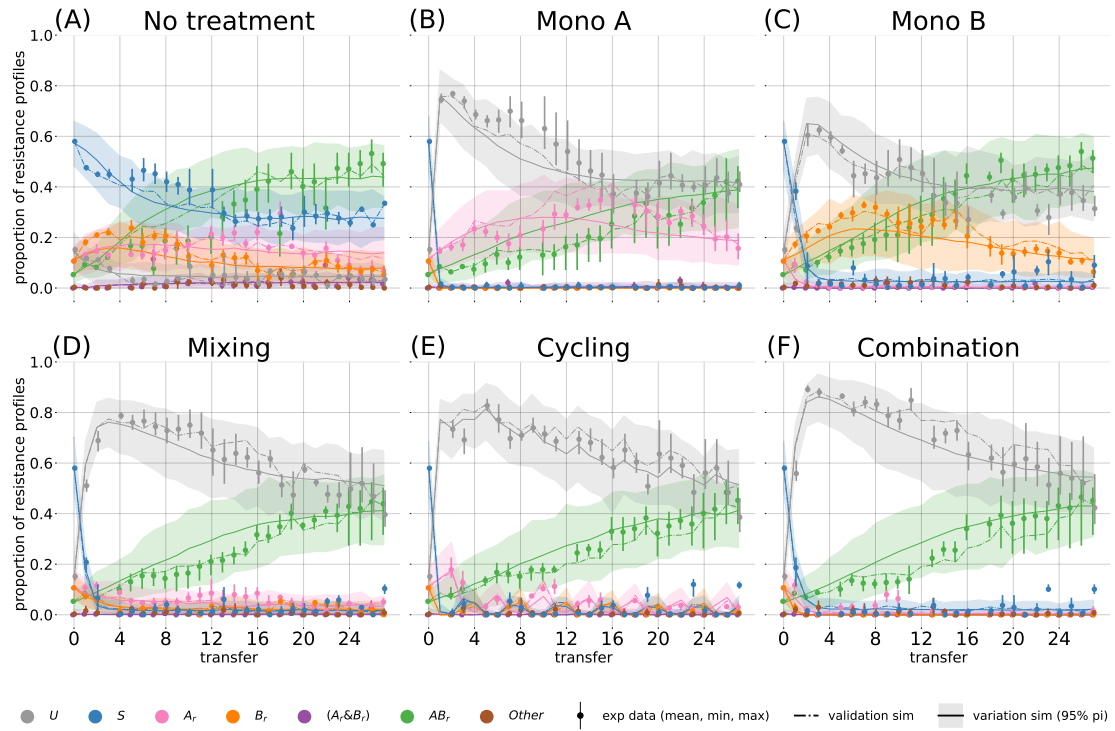 (A) No treatment
(B) Mono A
(C) Mono B
proportion of resistance profiles
1.0
0.8
0.6
0.4
0.2
0.0
(D) Mixing
(E) Cycling
(F) Combination
proportion of resistance profiles
1.0
0.8
0.6
0.4
0.2
0.0
0 4 8 12 16 20 24
0 4 8 12 16 20 24
0 4 8 12 16 20 24
transfer
transfer
transfer
U S Ar Br (Ar&Br) ABr Other exp data (mean, min, max) validation sim variation sim (95% pi)